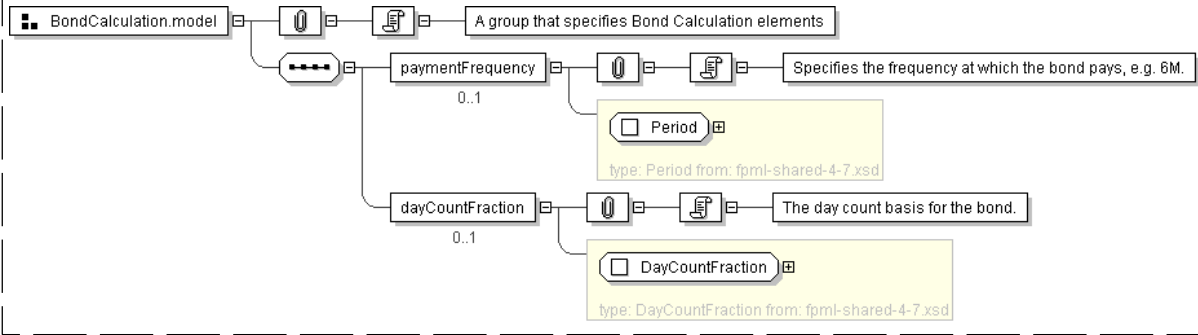 BondCalculation.model
A group that specifies Bond Calculation elements
paymentFrequency
Specifies the frequency at which the bond pays, e.g. 6M.
0..1
Period
type: Period from: fpml-shared-4-7.xsd
dayCountFraction
The day count basis for the bond.
0..1
DayCountFraction
type: DayCountFraction from: fpml-shared-4-7.xsd